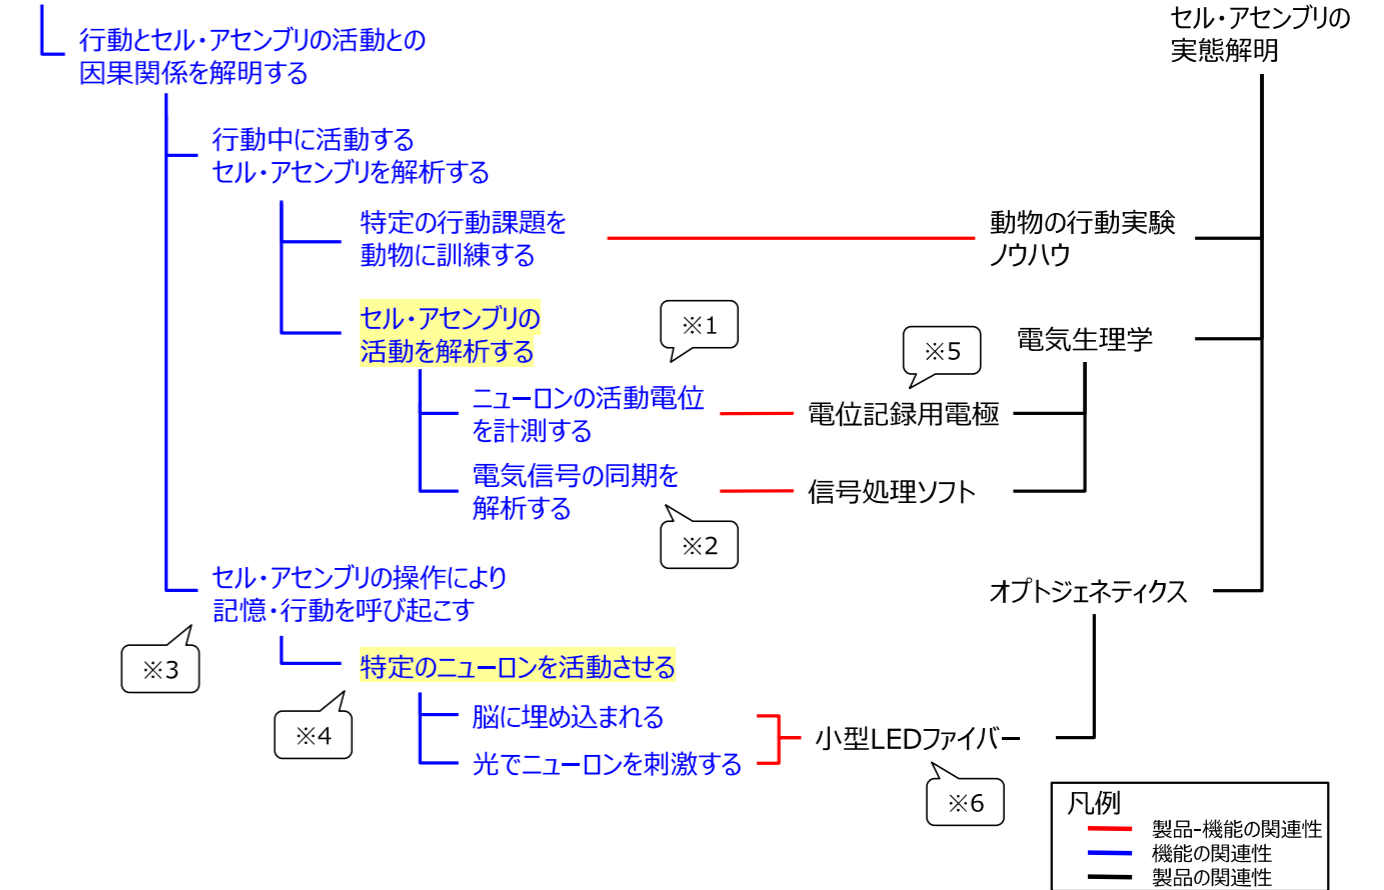 セル・アセンブリの
実態解明
行動とセル・アセンブリの活動との
因果関係を解明する
行動中に活動する
セル・アセンブリを解析する
特定の行動課題を
動物に訓練する
動物の行動実験
ノウハウ
セル・アセンブリの
活動を解析する
※1
※5
電気生理学
ニューロンの活動電位
を計測する
電位記録用電極
電気信号の同期を
解析する
信号処理ソフト
※2
セル・アセンブリの操作により
記憶・行動を呼び起こす
オプトジェネティクス
※3
特定のニューロンを活動させる
※4
脳に埋め込まれる
光でニューロンを刺激する
小型LEDファイバー
※6
凡例
製品-機能の関連性
機能の関連性
製品の関連性